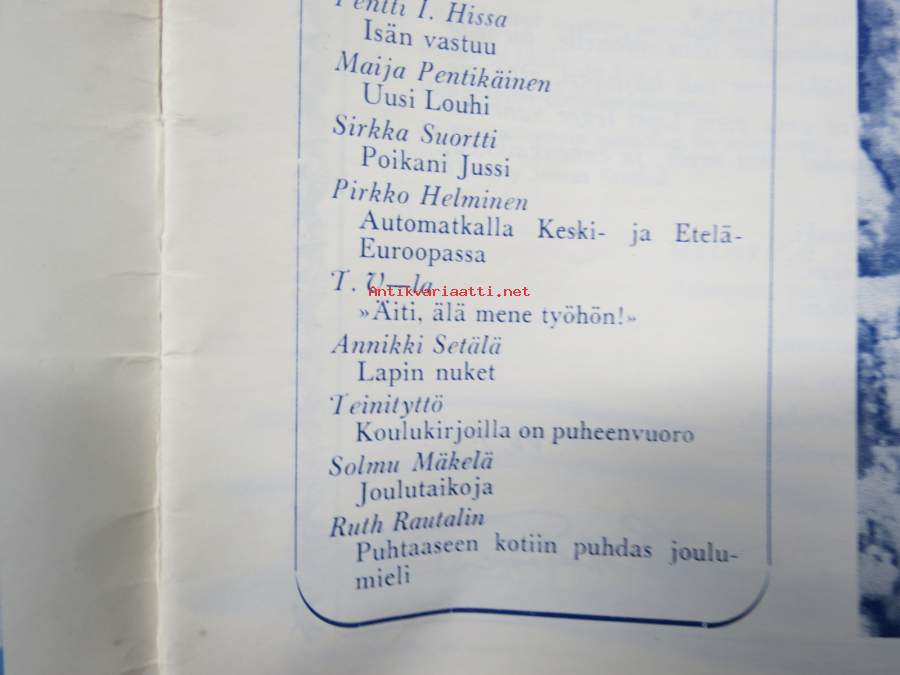 Pentti I. Hissa
Isän vastuu
Maija Pentikäinen
Uusi Louhi
Sirkka Suortti
Poikani Jussi
Pirkko Helminen
Automatkalla Keski- ja Etelä-
Euroopassa
T. U—la
Antikvariaatti.net
»Äiti, älä mene työhön!»
Annikki Setälä
Lapin nuket
Teinityttö
Koulukirjoilla on puheenvuoro
Solmu Mäkelä
Joulutaikoja
Ruth Rautalin
Puhtaaseen kotiin puhdas joulu-
mieli